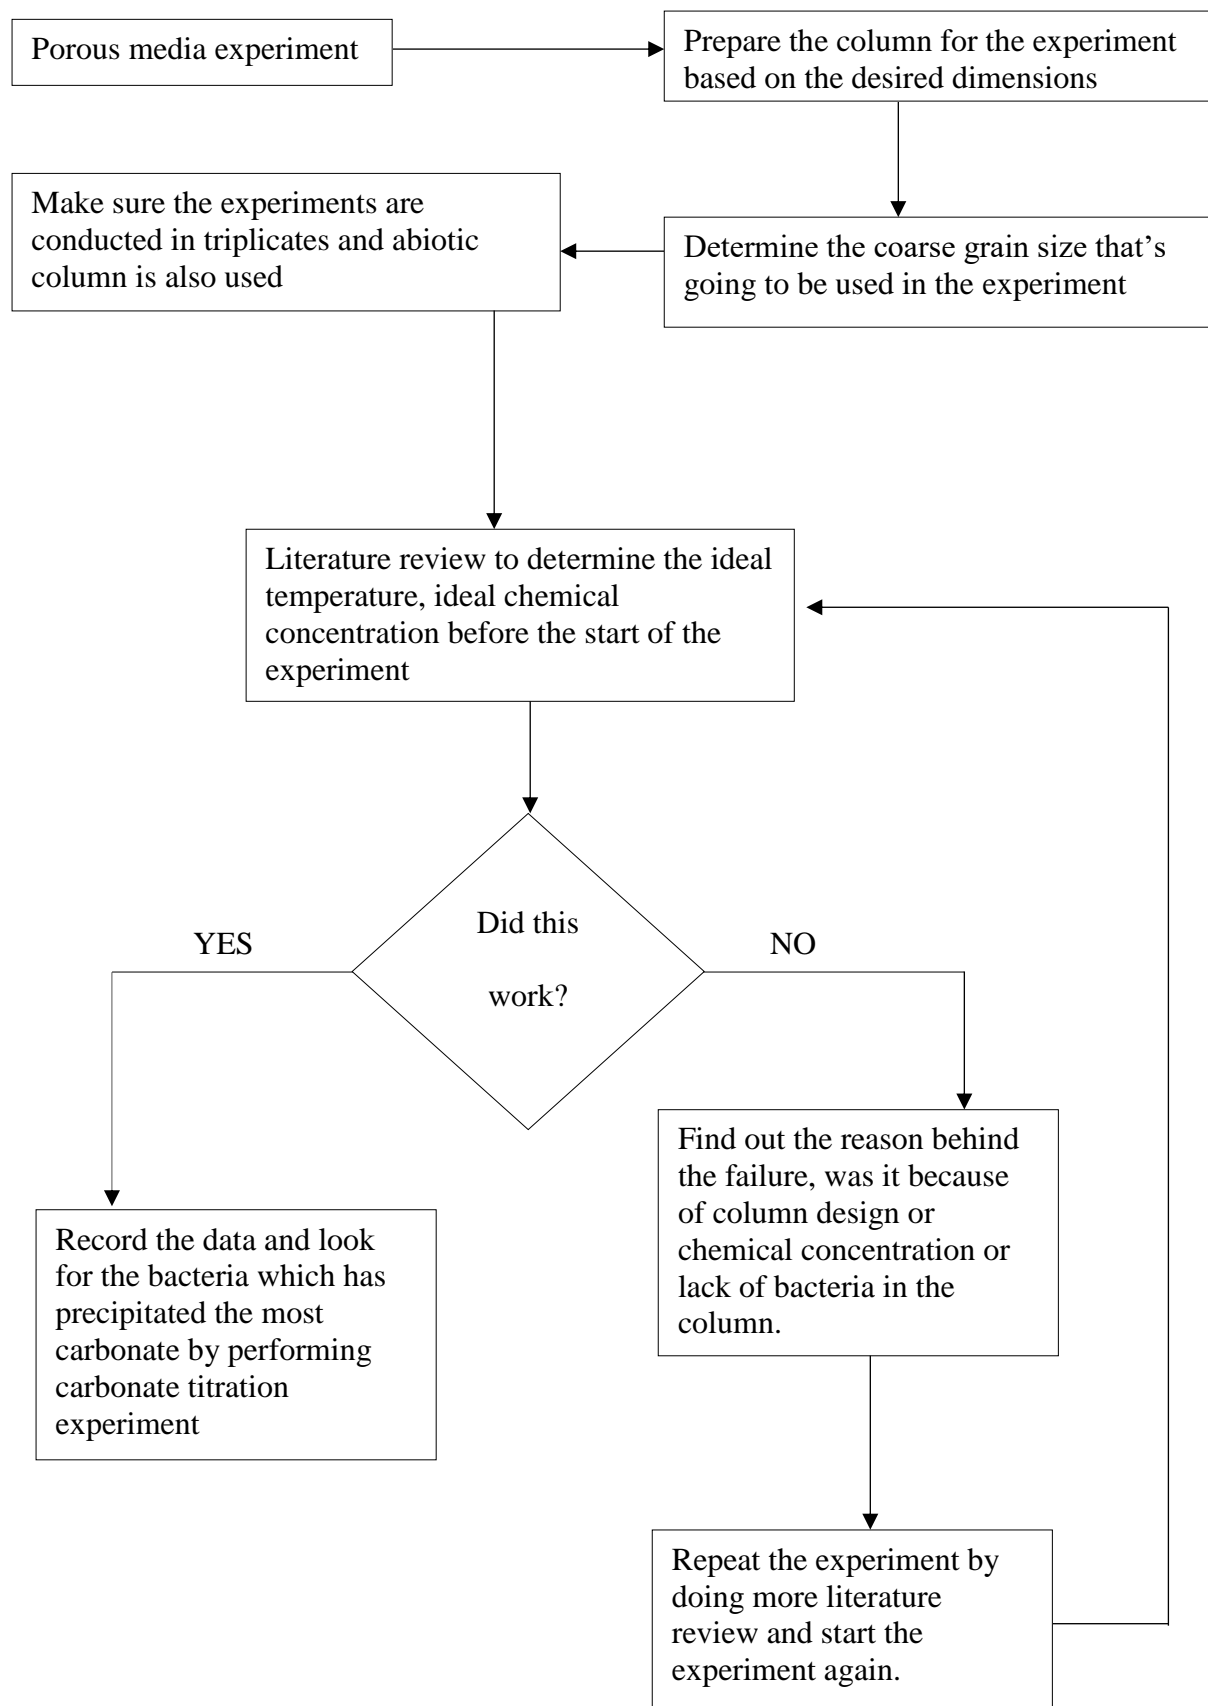 Porous media experiment
Prepare the column for the experiment
based on the desired dimensions
Make sure the experiments are
conducted in triplicates and abiotic
column is also used
Determine the coarse grain size that's
going to be used in the experiment
Literature review to determine the ideal
temperature, ideal chemical
concentration before the start of the
experiment
Did this
work?
YES
NO
Find out the reason behind
the failure, was it because
of column design or
chemical concentration or
lack of bacteria in the
column.
Record the data and look
for the bacteria which has
precipitated the most
carbonate by performing
carbonate titration
experiment
Repeat the experiment by
doing more literature
review and start the
experiment again.